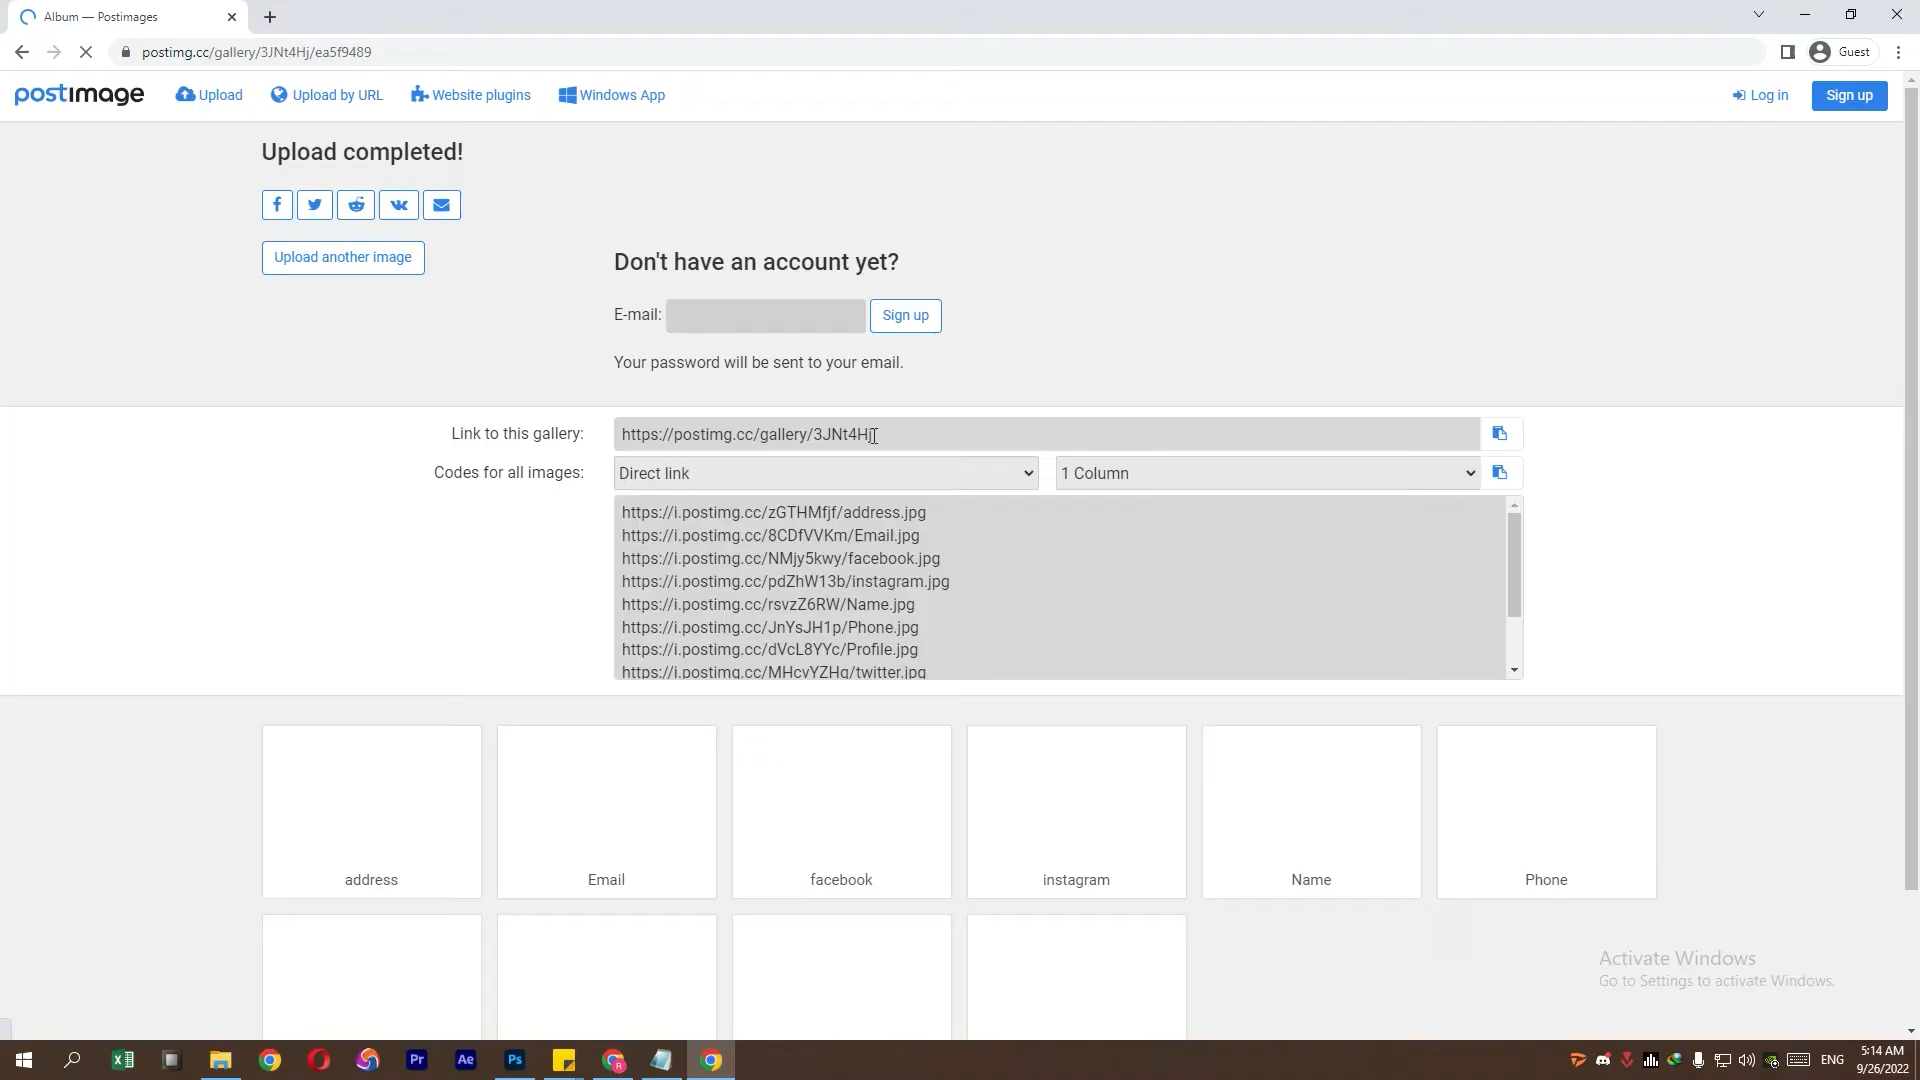 Album — Postimages
postimg.cc/gallery/3JNt4Hj/ea5f9489
Guest
postimage
Upload
Upload by URL
Website plugins
Windows App
Log in
Sign up
Upload completed!
Upload another image
Don't have an account yet?
E-mail:
Sign up
Your password will be sent to your email.
Link to this gallery:
https://postimg.cc/gallery/3JNt4Hj
Codes for all images:
Direct link
1 Column
https://i.postimg.cc/zGTHMfjf/address.jpg
https://i.postimg.cc/8CDfVVKm/Email.jpg
https://i.postimg.cc/NMjy5kwy/facebook.jpg
https://i.postimg.cc/pdZhW13b/instagram.jpg
https://i.postimg.cc/rsvzZ6RW/Name.jpg
https://i.postimg.cc/JnYsJH1p/Phone.jpg
https://i.postimg.cc/dVcL8YYc/Profile.jpg
https://i.postimg.cc/MHcvYZHq/twitter.jpg
address
Email
facebook
instagram
Name
Phone
Activate Windows
Go to Settings to activate Windows.
Pr
Ae
Ps
R
ENG
5:14 AM
9/26/2022